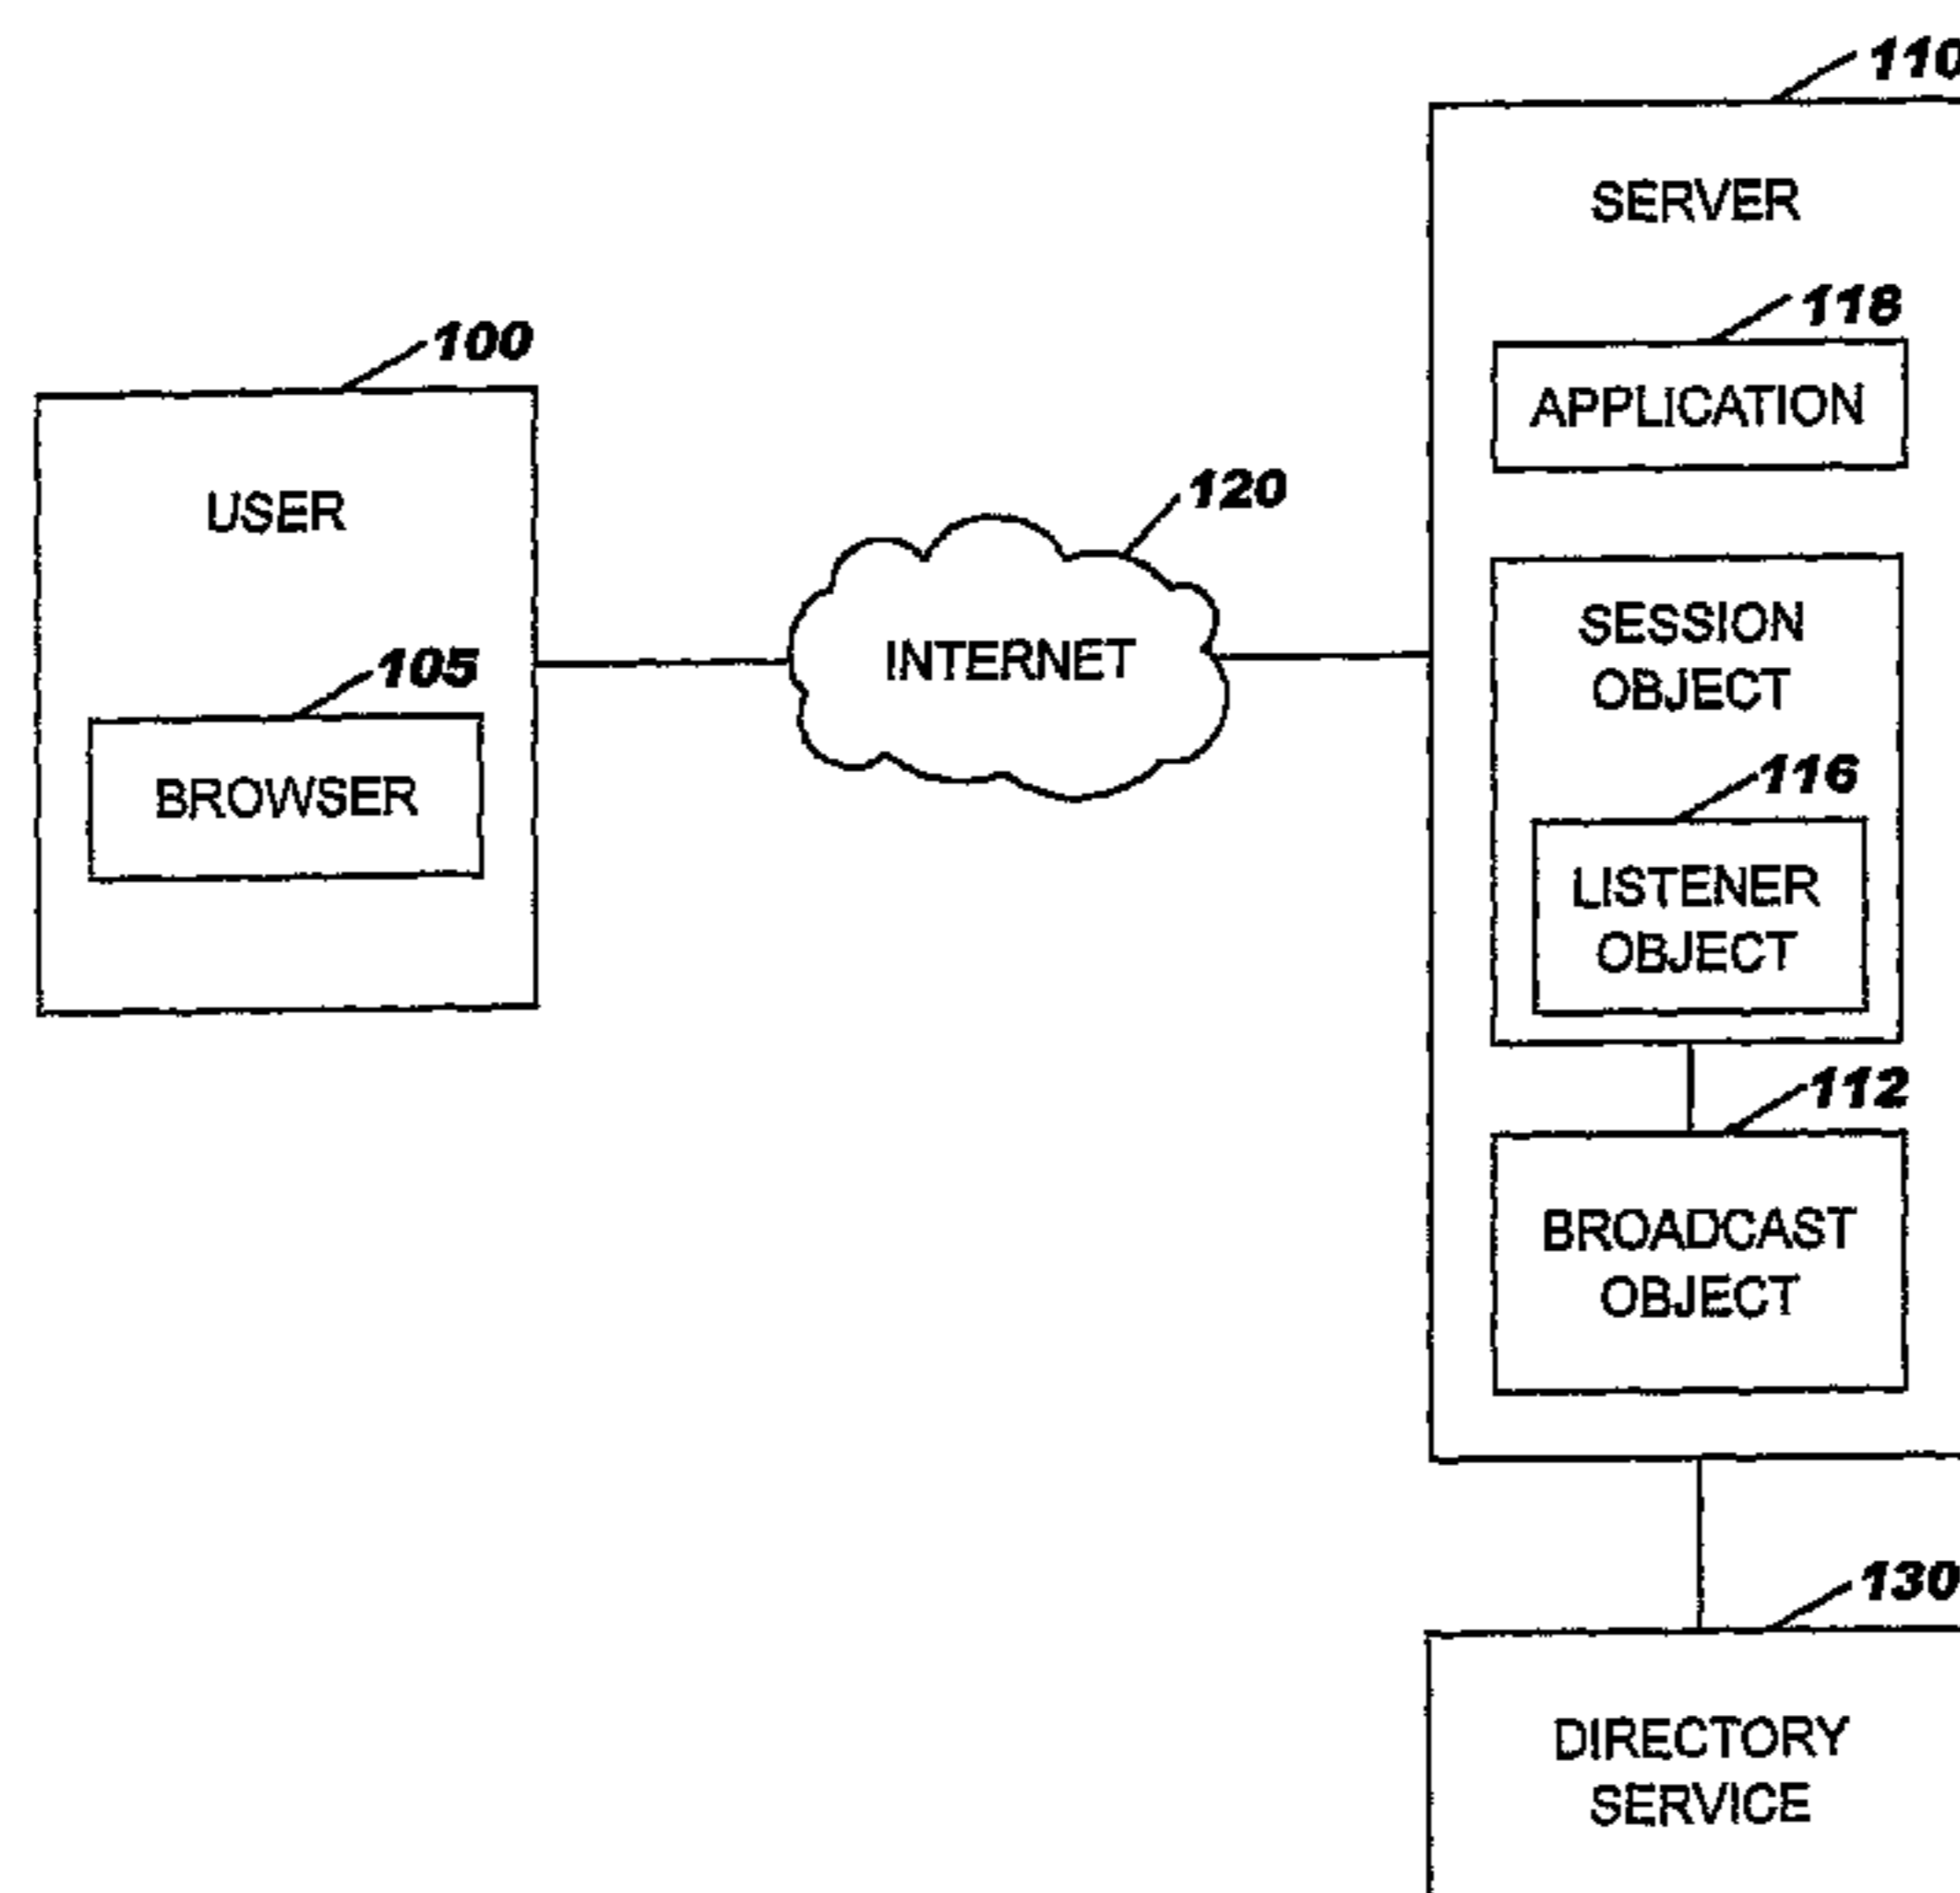 110
SERVER
118
APPLICATION
100
USER
120
INTERNET
105
BROWSER
SESSION
OBJECT
116
LISTENER
OBJECT
112
BROADCAST
OBJECT
130
DIRECTORY
SERVICE